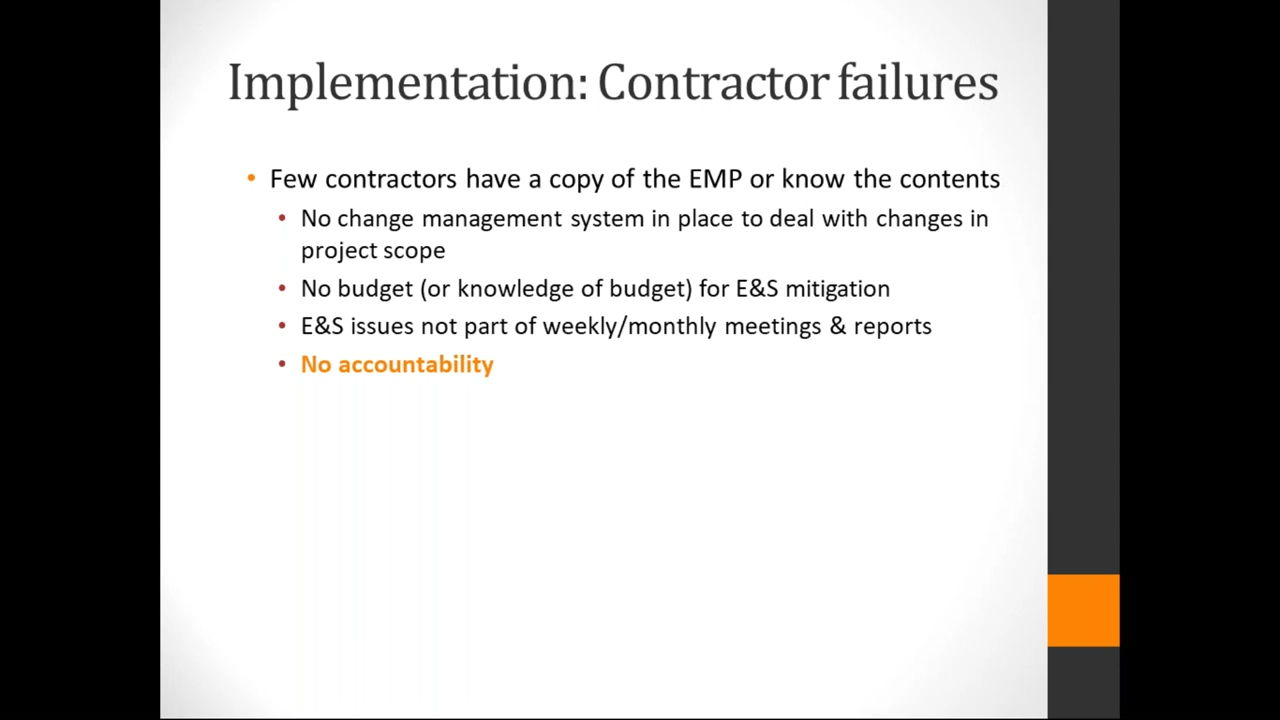 Implementation: Contractor failures
• Few contractors have a copy of the EMP or know the contents
• No change management system in place to deal with changes in
project scope
• No budget (or knowledge of budget) for E&S mitigation
• E&S issues not part of weekly/monthly meetings & reports
• No accountability